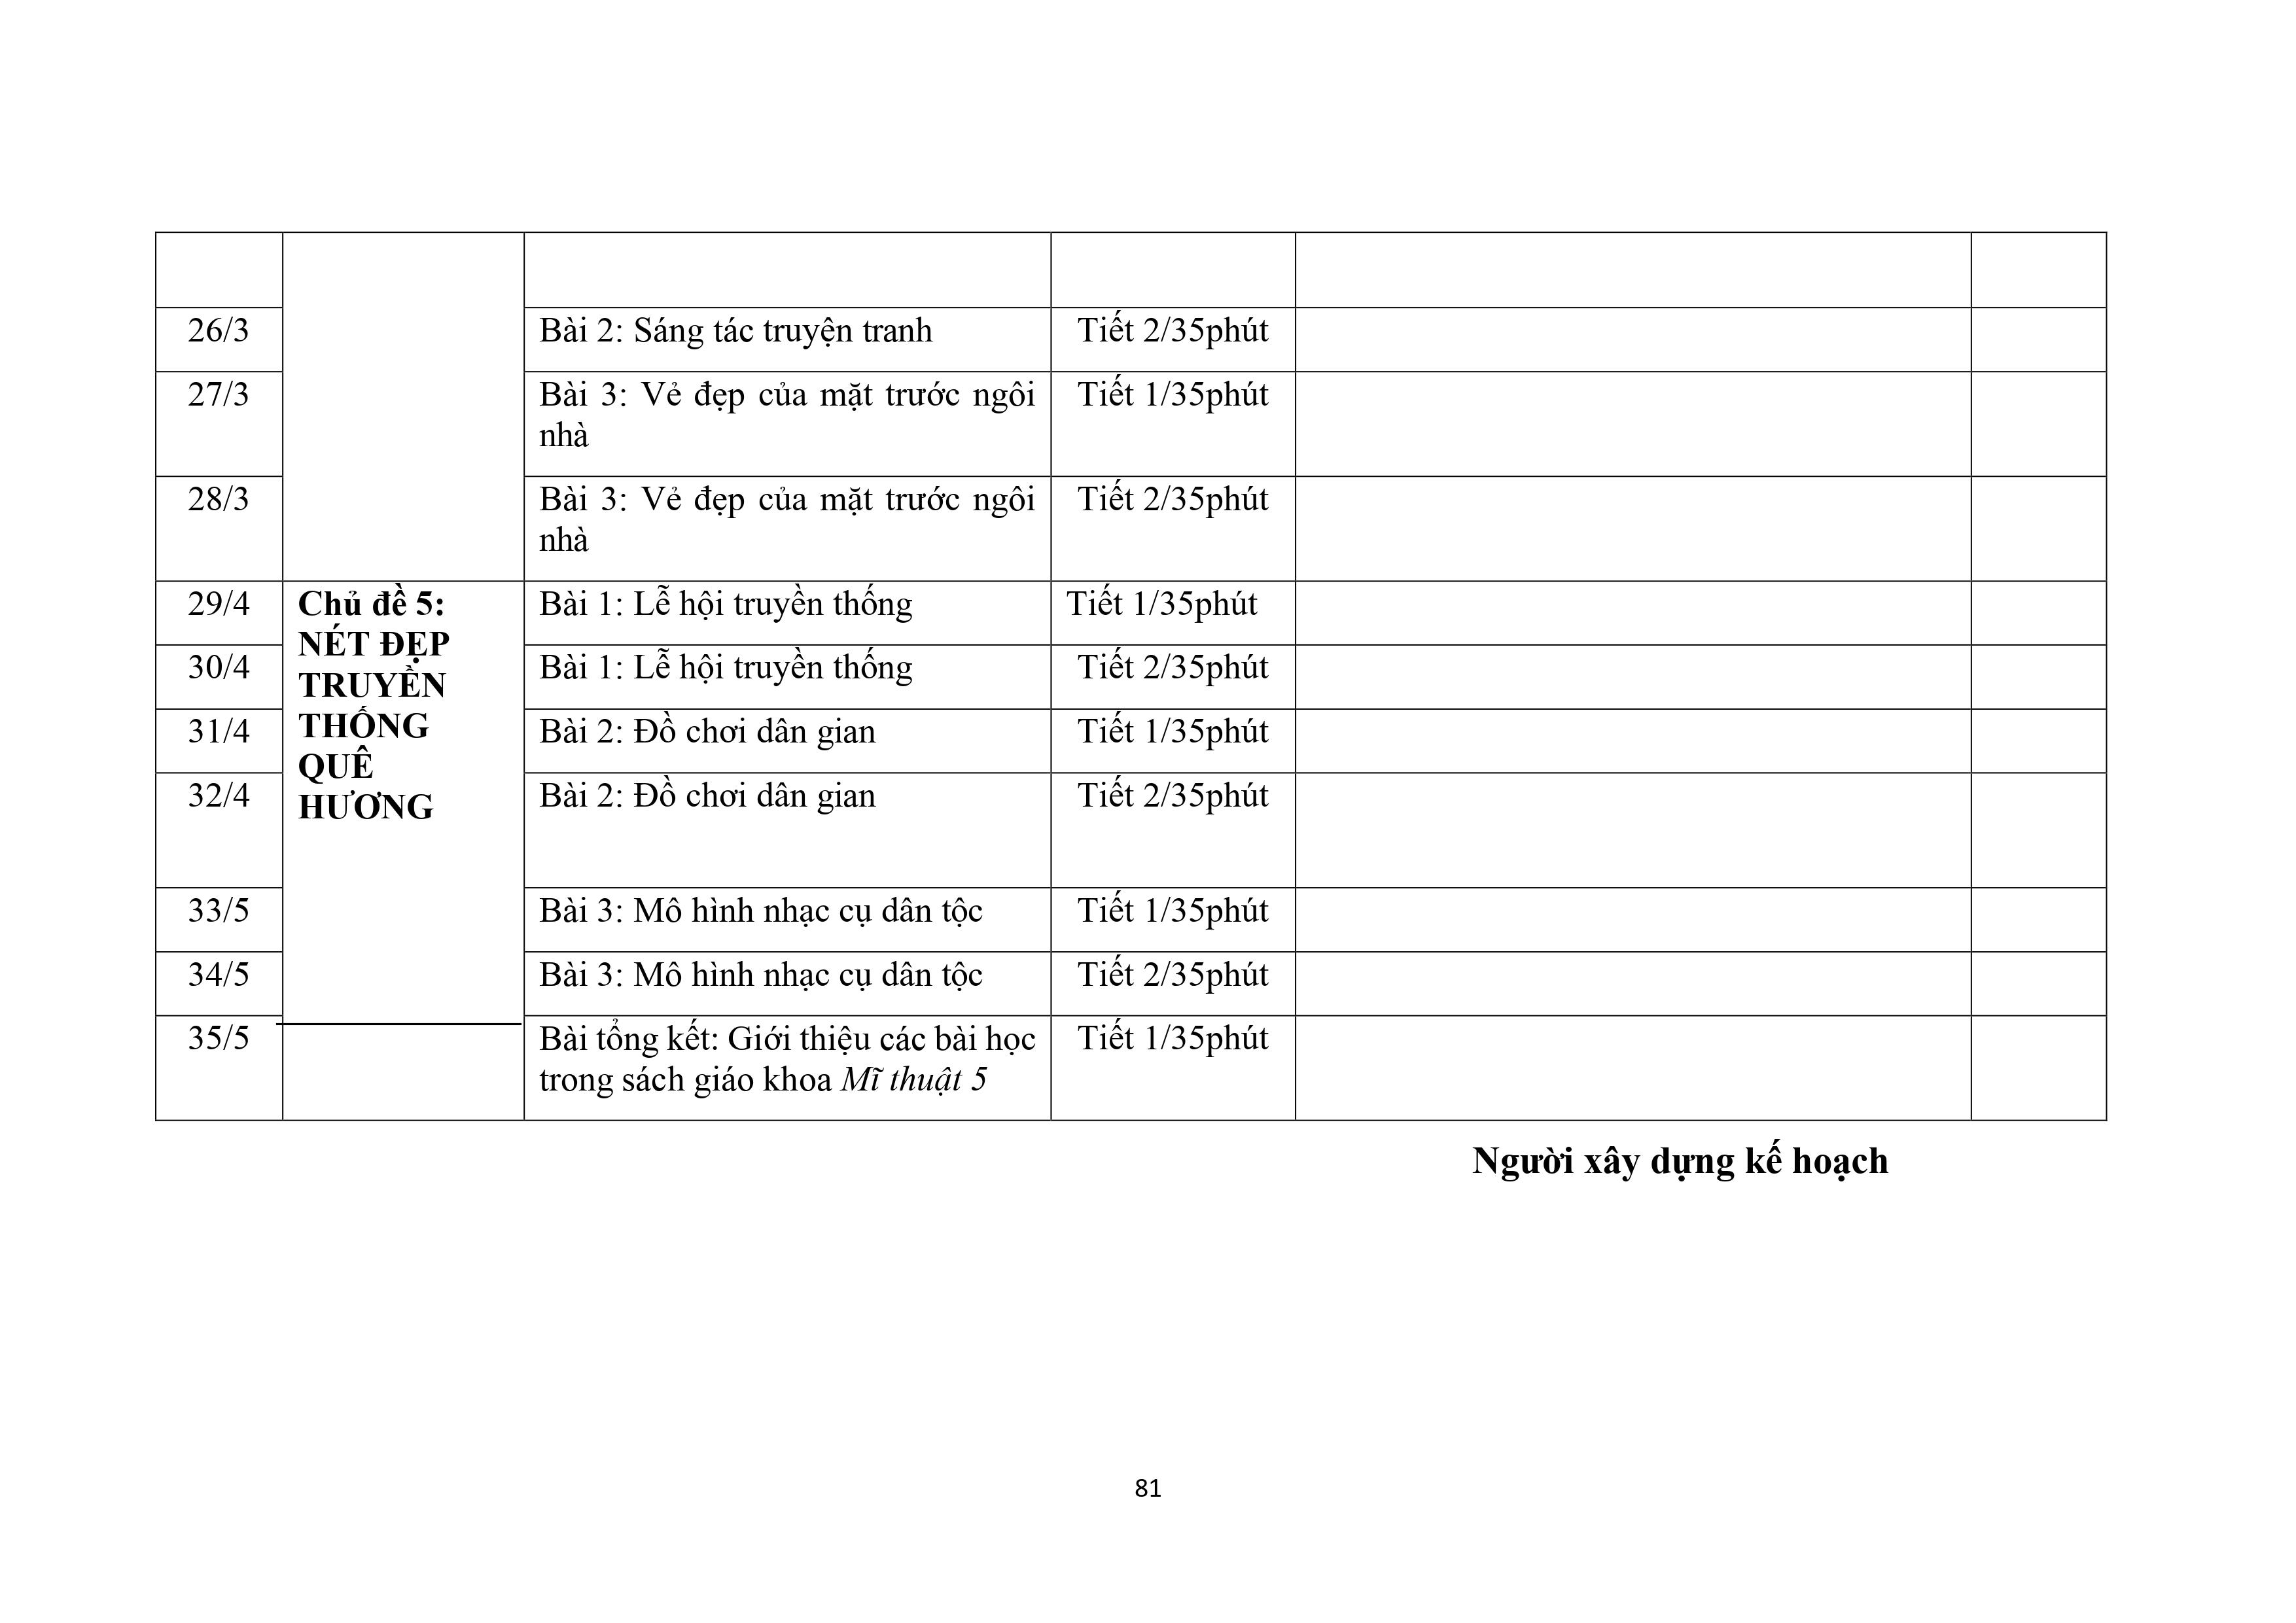 26/3 Bài 2: Sáng tác truyện tranh Tiết 2/35phút
27/3 Bài 3: Vẻ đẹp của mặt trước ngôi Tiết 1/35phút
nhà
28/3 Bài 3: Vẻ đẹp của mặt trước ngôi Tiết 2/35phút
nhà
29/4 Chủ đề 5: Bài 1: Lễ hội truyền thống Tiết 1/35phút
NÉT ĐẸP
30/4 TRUYỀN Bài 1: Lễ hội truyền thống Tiết 2/35phút
31/4 THỐNG Bài 2: Đồ chơi dân gian Tiết 1/35phút
QUÊ
32/4 HƯƠNG Bài 2: Đồ chơi dân gian Tiết 2/35phút
33/5 Bài 3: Mô hình nhạc cụ dân tộc Tiết 1/35phút
34/5 Bài 3: Mô hình nhạc cụ dân tộc Tiết 2/35phút
35/5 Bài tổng kết: Giới thiệu các bài học Tiết 1/35phút
trong sách giáo khoa Mĩ thuật 5
Người xây dựng kế hoạch
81